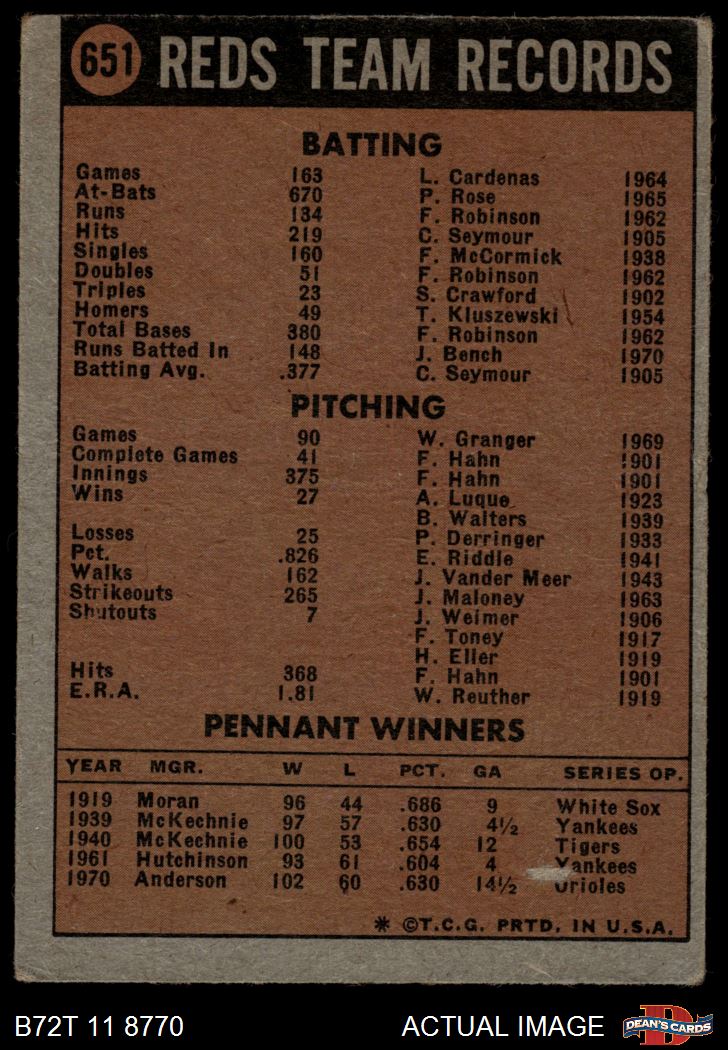 651 REDS TEAM RECORDS
BATTING
Games 163 L. Cardenas 1964
At-Bats 670 P. Rose 1965
Runs 134 F. Robinson 1962
Hits 219 C. Seymour 1905
Singles 160 F. McCormick 1938
Doubles 51 F. Robinson 1962
Triples 23 S. Crawford 1902
Homers 49 T. Kluszewski 1954
Total Bases 380 F. Robinson 1962
Runs Batted In 148 J. Bench 1970
Batting Avg. .377 C. Seymour 1905
PITCHING
Games 90 W. Granger 1969
Complete Games 41 F. Hahn 1901
Innings 375 F. Hahn 1901
Wins 27 A. Luque 1923
B. Walters 1939
Losses 25 P. Derringer 1933
Pct. .826 E. Riddle 1941
Walks 162 J. Vander Meer 1943
Strikeouts 265 J. Maloney 1963
Shutouts 7 J. Weimer 1906
F. Toney 1917
H. Eller 1919
Hits 368 F. Hahn 1901
E.R.A. 1.81 W. Reuther 1919
PENNANT WINNERS
YEAR MGR. W L PCT. GA SERIES OP.
1919 Moran 96 44 .686 9 White Sox
1939 McKechnie 97 57 .630 4½ Yankees
1940 McKechnie 100 53 .654 12 Tigers
1961 Hutchinson 93 61 .604 4 Yankees
1970 Anderson 102 60 .630 14½ Orioles
* ©T.C.G. PRTD. IN U.S.A.
B72T 11 8770 ACTUAL IMAGE DEAN'S CARDS